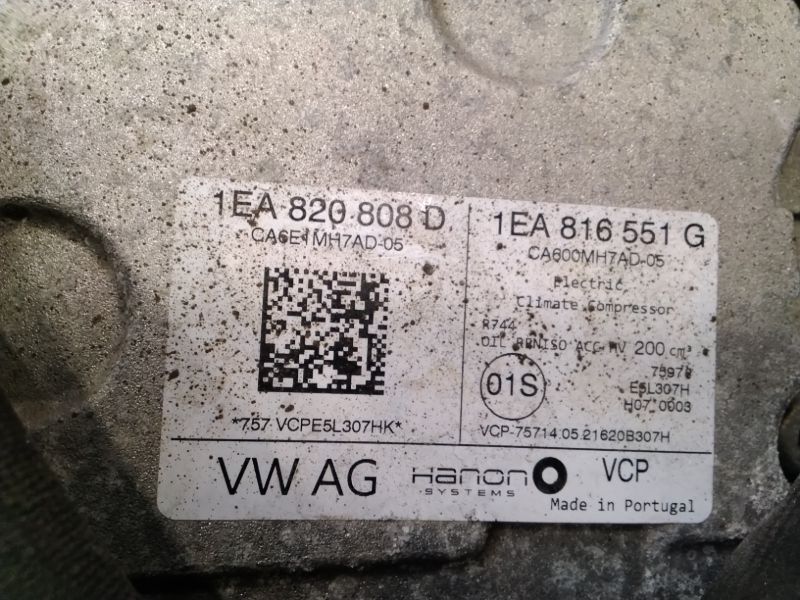 1EA 820 808 D
CA6E1MH7AD-05
*757 VCPE5L307HK*
1EA 816 551 G
CA600MH7AD-05
Electric
Climate Compressor
R744
OIL RENISO ACC HV 200 cm³
01S
E5L307H
H07 0003
VCP-75714.05.21620B307H
VW AG
Hanon
SYSTEMS
VCP
Made in Portugal